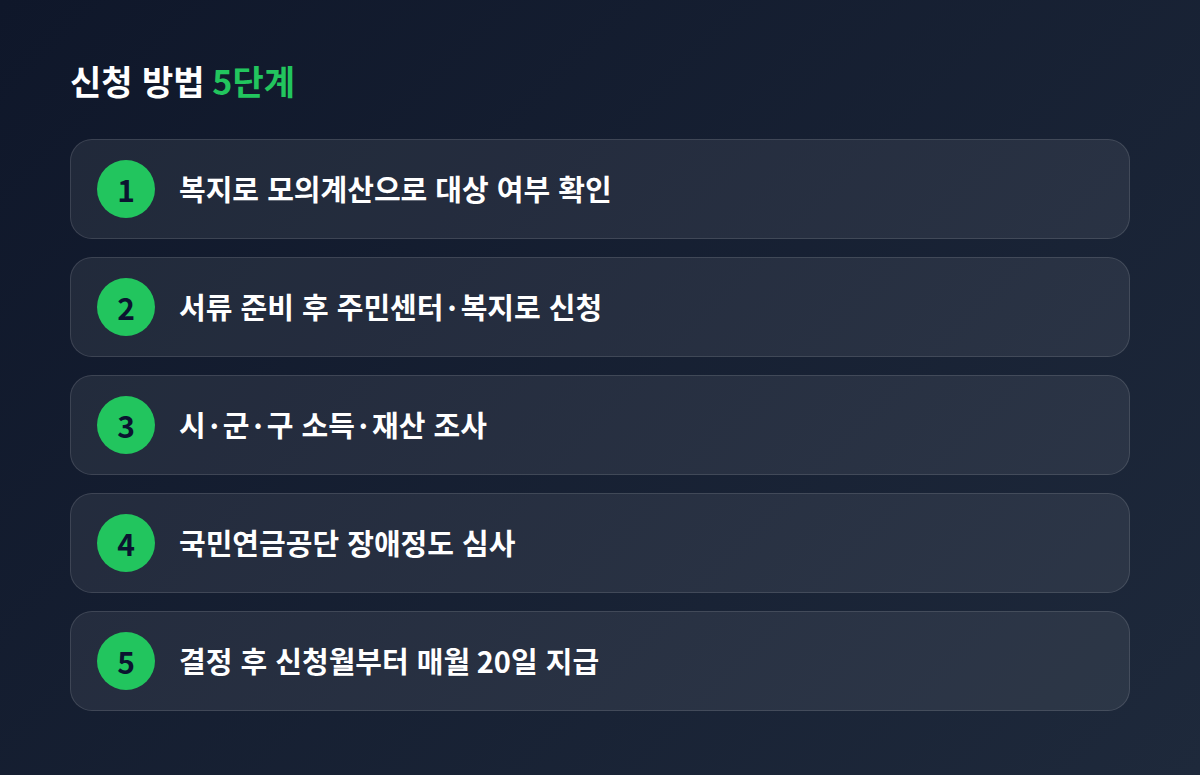 신청 방법 5단계
1 복지로 모의계산으로 대상 여부 확인
2 서류 준비 후 주민센터·복지로 신청
3 시·군·구 소득·재산 조사
4 국민연금공단 장애정도 심사
5 결정 후 신청월부터 매월 20일 지급